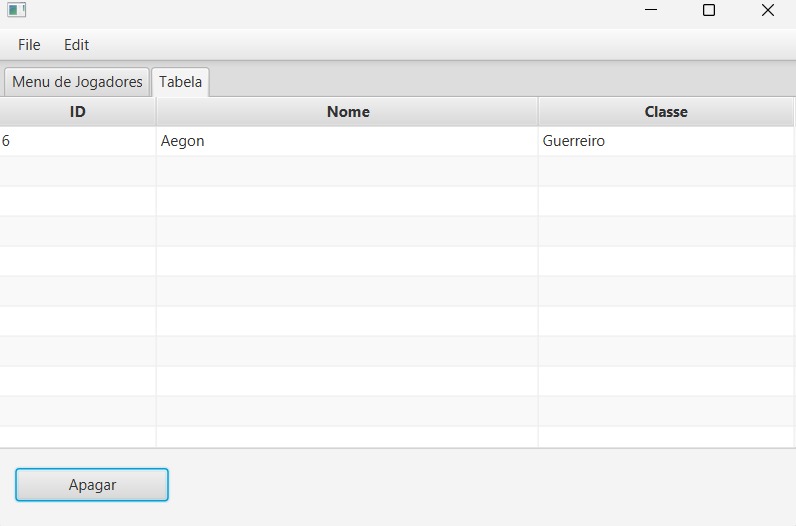 File Edit
Menu de Jogadores Tabela
ID Nome Classe
6 Aegon Guerreiro
Apagar